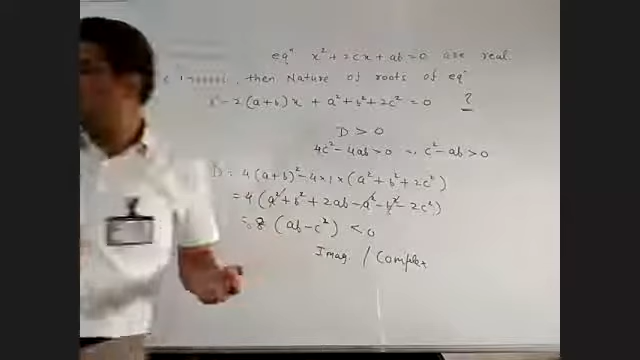 eqⁿ x² + 2cx + ab = 0 are real
, then Nature of roots of eqⁿ
x² - 2(a+b)x + a² + b² + 2c² = 0 ?
D > 0
4c² - 4ab > 0 ⇒ c² - ab > 0
D = 4(a+b)² - 4×1×(a² + b² + 2c²)
= 4(a² + b² + 2ab - a² - b² - 2c²)
= 8(ab - c²) < 0
Imag. / Complex